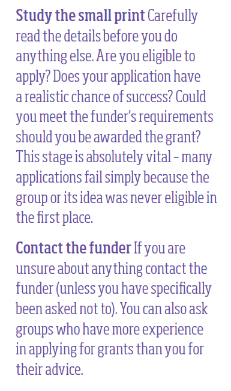 Study the small print Carefully
read the details before you do
anything else. Are you eligible to
apply? Does your application have
a realistic chance of success? Could
you meet the funder's requirements
should you be awarded the grant?
This stage is absolutely vital – many
applications fail simply because the
group or its idea was never eligible in
the first place.
Contact the funder If you are
unsure about anything contact the
funder (unless you have specifically
been asked not to). You can also ask
groups who have more experience
in applying for grants than you for
their advice.